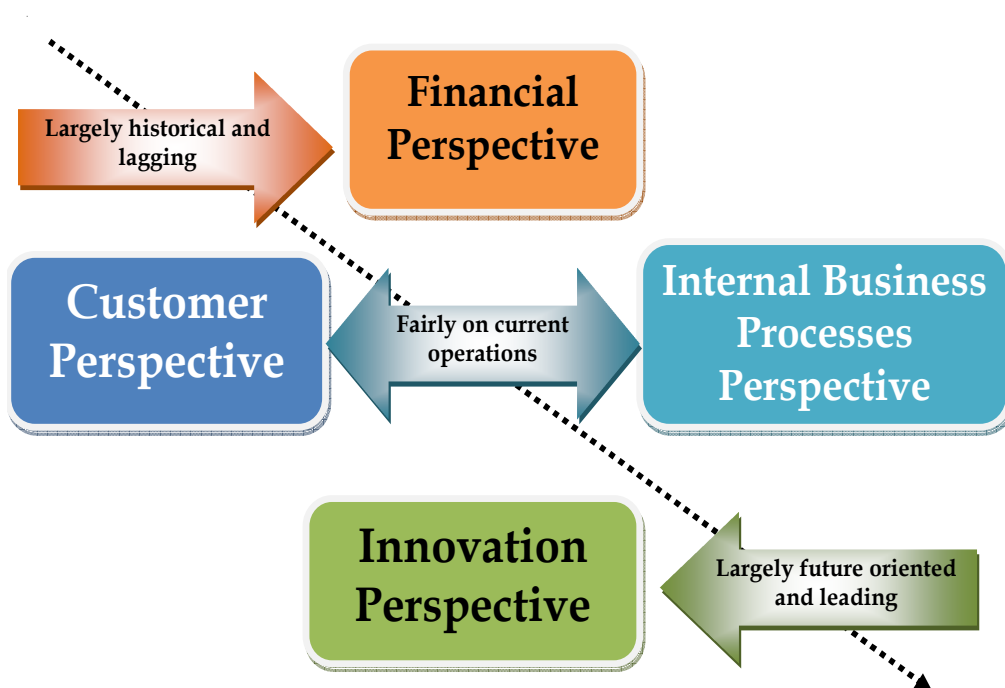 Financial
Perspective
Largely historical and
lagging
Customer
Perspective
Fairly on current
operations
Internal Business
Processes
Perspective
Innovation
Perspective
Largely future oriented
and leading